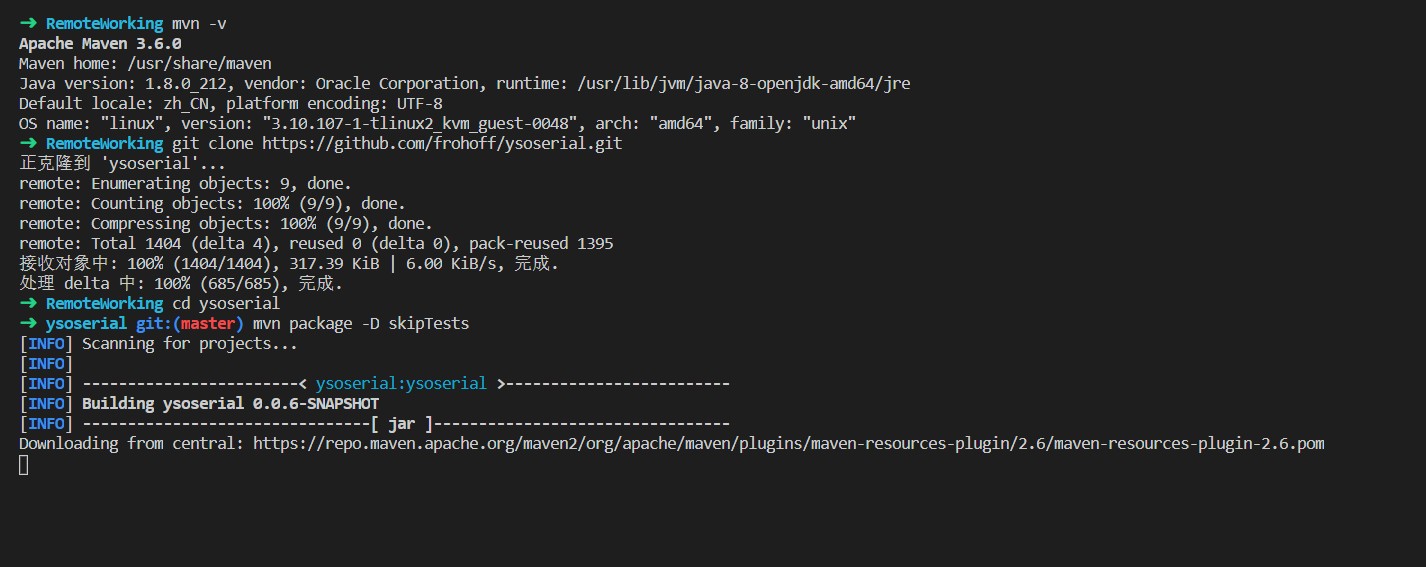 ➜ RemoteWorking mvn -v
Apache Maven 3.6.0
Maven home: /usr/share/maven
Java version: 1.8.0_212, vendor: Oracle Corporation, runtime: /usr/lib/jvm/java-8-openjdk-amd64/jre
Default locale: zh_CN, platform encoding: UTF-8
OS name: "linux", version: "3.10.107-1-tlinux2_kvm_guest-0048", arch: "amd64", family: "unix"
➜ RemoteWorking git clone https://github.com/frohoff/ysoserial.git
正克隆到 'ysoserial'...
remote: Enumerating objects: 9, done.
remote: Counting objects: 100% (9/9), done.
remote: Compressing objects: 100% (9/9), done.
remote: Total 1404 (delta 4), reused 0 (delta 0), pack-reused 1395
接收对象中: 100% (1404/1404), 317.39 KiB | 6.00 KiB/s, 完成.
处理 delta 中: 100% (685/685), 完成.
➜ RemoteWorking cd ysoserial
➜ ysoserial git:(master) mvn package -D skipTests
[INFO] Scanning for projects...
[INFO]
[INFO] ------------------------< ysoserial:ysoserial >-------------------------
[INFO] Building ysoserial 0.0.6-SNAPSHOT
[INFO] --------------------------------[ jar ]---------------------------------
Downloading from central: https://repo.maven.apache.org/maven2/org/apache/maven/plugins/maven-resources-plugin/2.6/maven-resources-plugin-2.6.pom